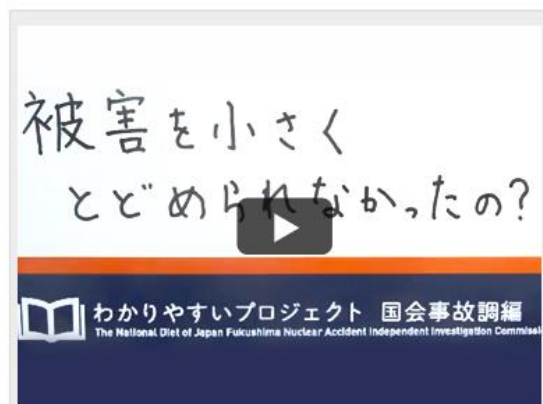 被害を小さく
とどめられなかったの?
わかりやすいプロジェクト 国会事故調編
The National Diet of Japan Fukushima Nuclear Accident Independent Investigation Commissi